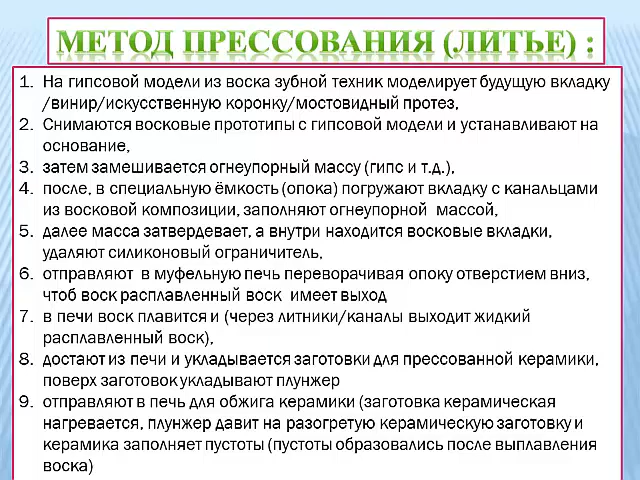 МЕТОД ПРЕССОВАНИЯ (ЛИТЬЕ) :
1. На гипсовой модели из воска зубной техник моделирует будущую вкладку
/винир/искусственную коронку/мостовидный протез,
2. Снимаются восковые прототипы с гипсовой модели и устанавливают на
основание,
3. затем замешивается огнеупорный массу (гипс и т.д.),
4. после, в специальную ёмкость (опока) погружают вкладку с канальцами
из восковой композиции, заполняют огнеупорной массой,
5. далее масса затвердевает, а внутри находится восковые вкладки,
удаляют силиконовый ограничитель,
6. отправляют в муфельную печь переворачивая опоку отверстием вниз,
чтоб воск расплавленный воск имеет выход
7. в печи воск плавится и (через литники/каналы выходит жидкий
расплавленный воск),
8. достают из печи и укладывается заготовки для прессованной керамики,
поверх заготовок укладывают плунжер
9. отправляют в печь для обжига керамики (заготовка керамическая
нагревается, плунжер давит на разогретую керамическую заготовку и
керамика заполняет пустоты (пустоты образовались после выплавления
воска)